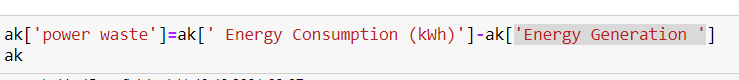 ak['power waste']=ak[' Energy Consumption (kWh)']-ak['Energy Generation ']
ak